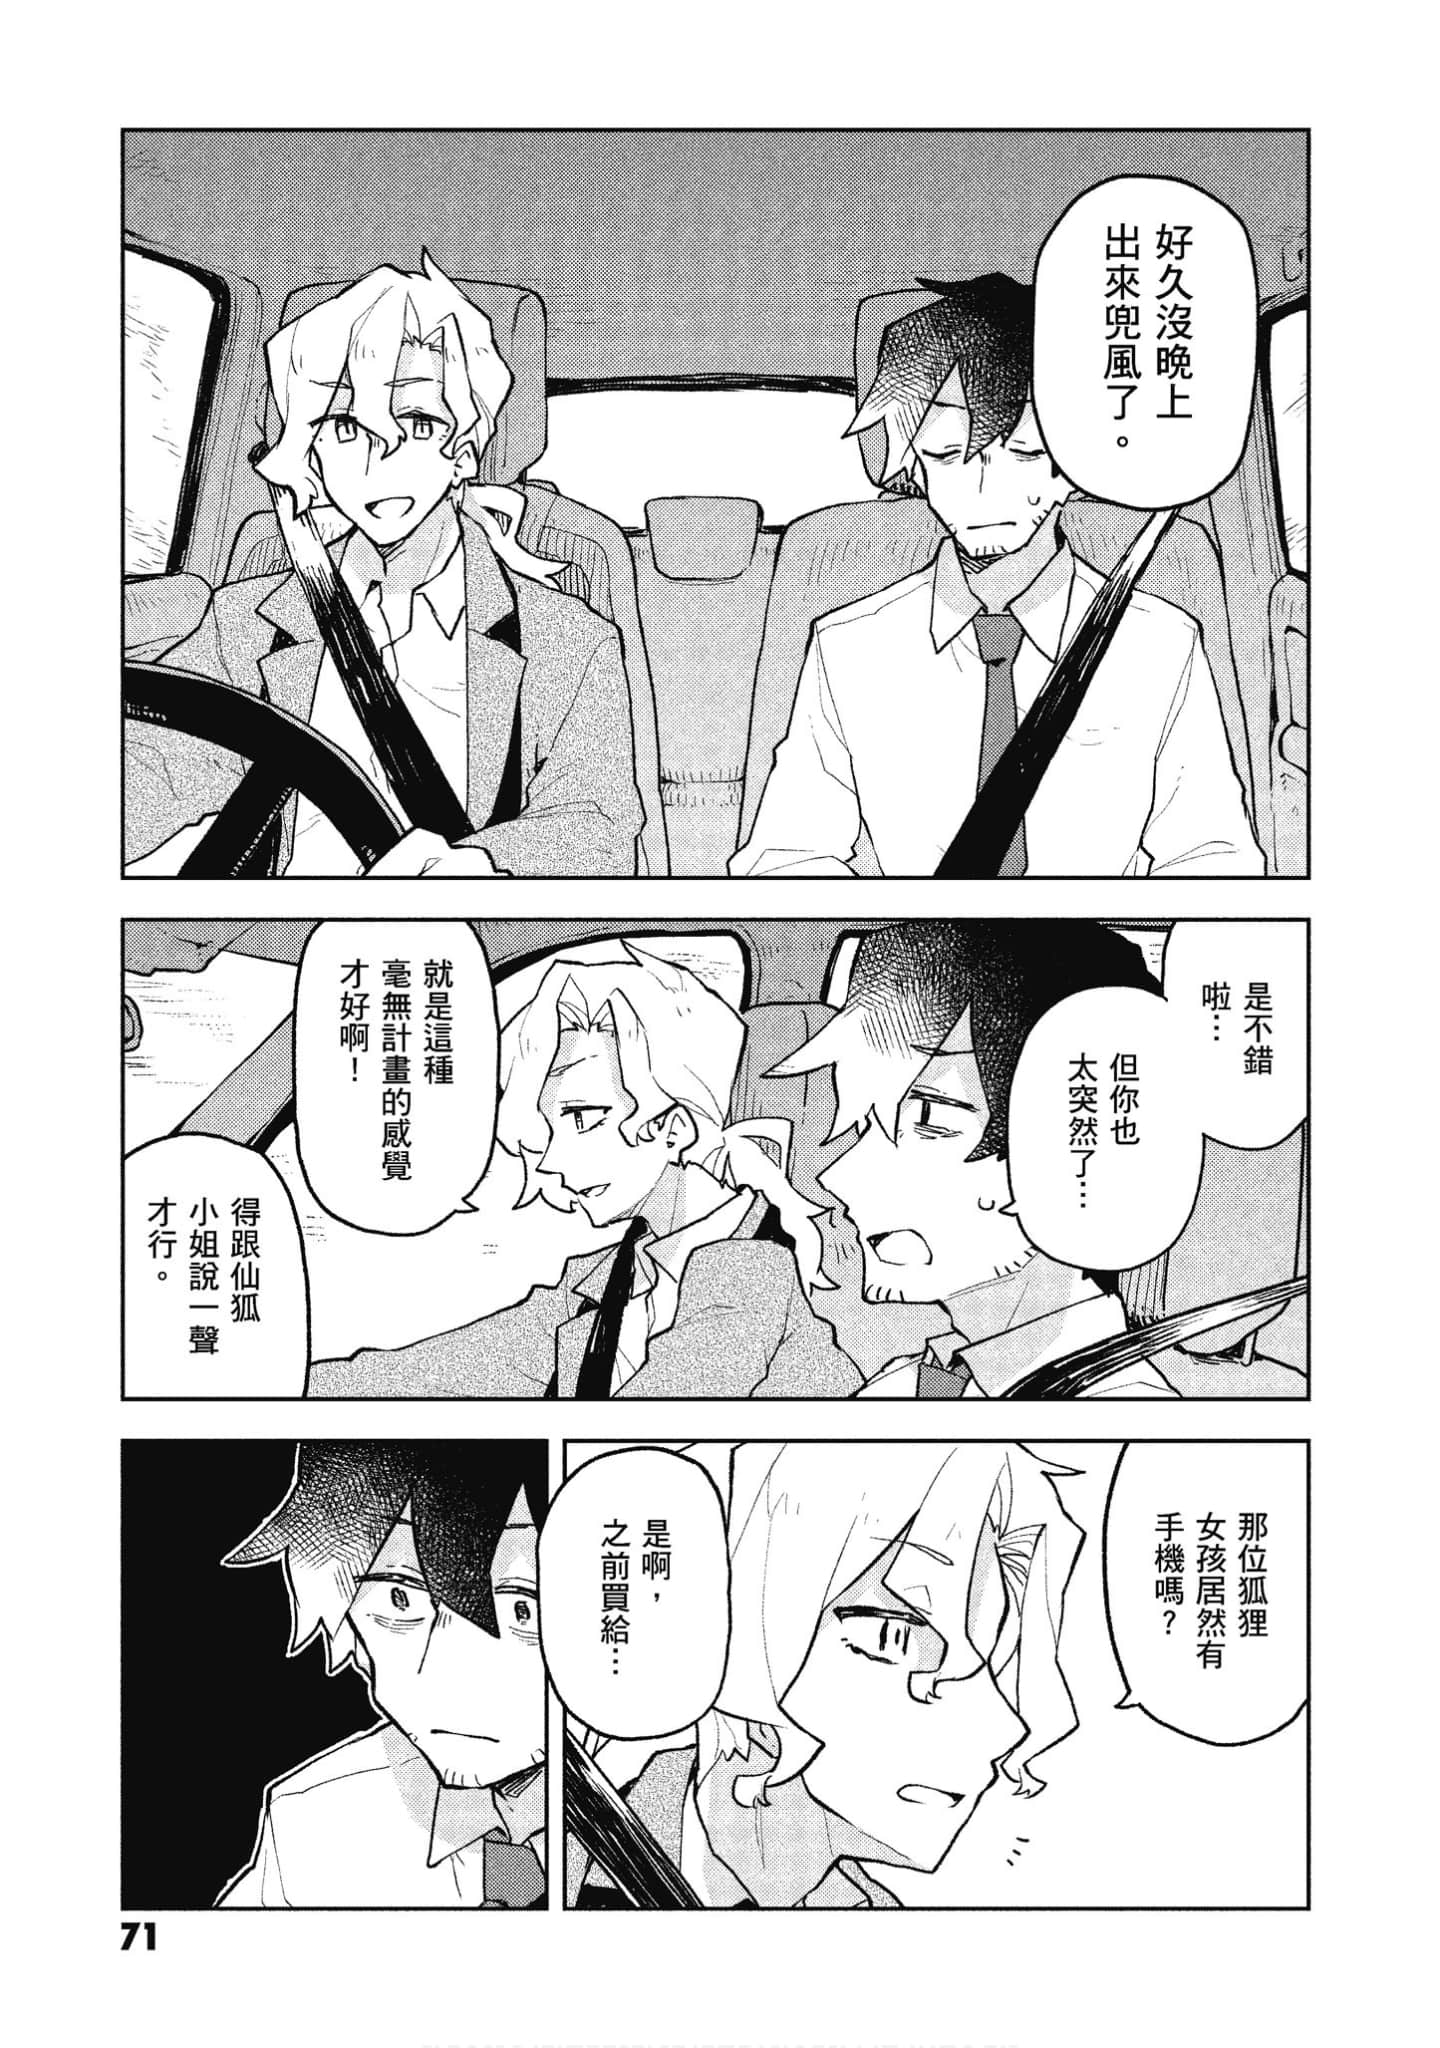 好久沒晚上
出來兜風了。
是不錯
啦…
但你也
太突然了…
就是這種
毫無計畫的感覺
才好啊！
得跟仙狐
小姐說一聲
才行。
那位狐狸
女孩居然有
手機嗎？
是啊，
之前買給…
71